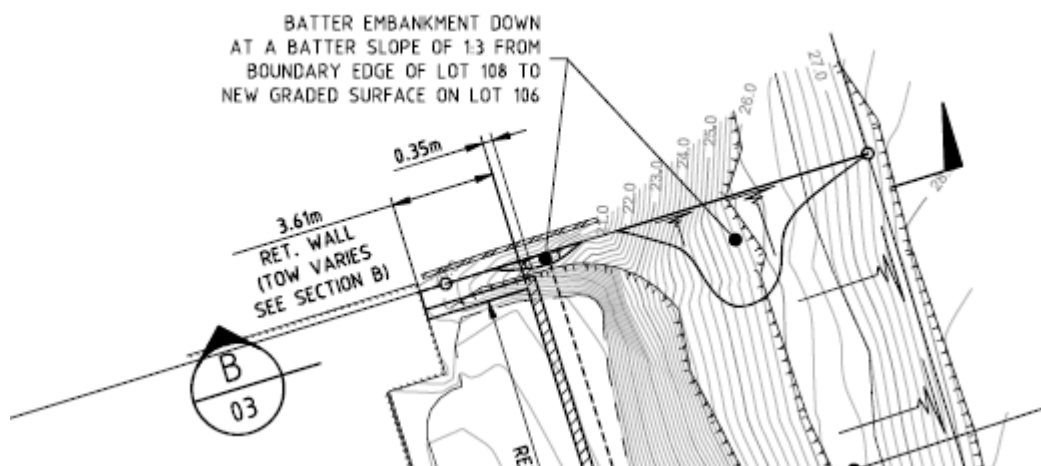 BATTER EMBANKMENT DOWN
AT A BATTER SLOPE OF 1:3 FROM
BOUNDARY EDGE OF LOT 108 TO
NEW GRADED SURFACE ON LOT 106
27.0
26.0
25.0
24.0
23.0
22.0
0.35m
3.61m
RET. WALL
(TOW VARIES
SEE SECTION B)
B
03
RE